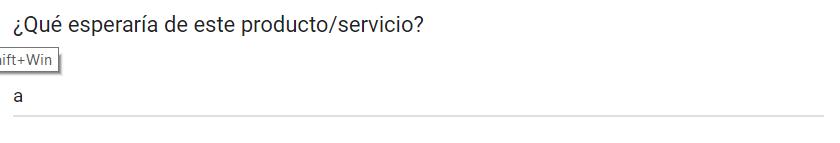 ¿Qué esperaría de este producto/servicio?
ift+Win
a